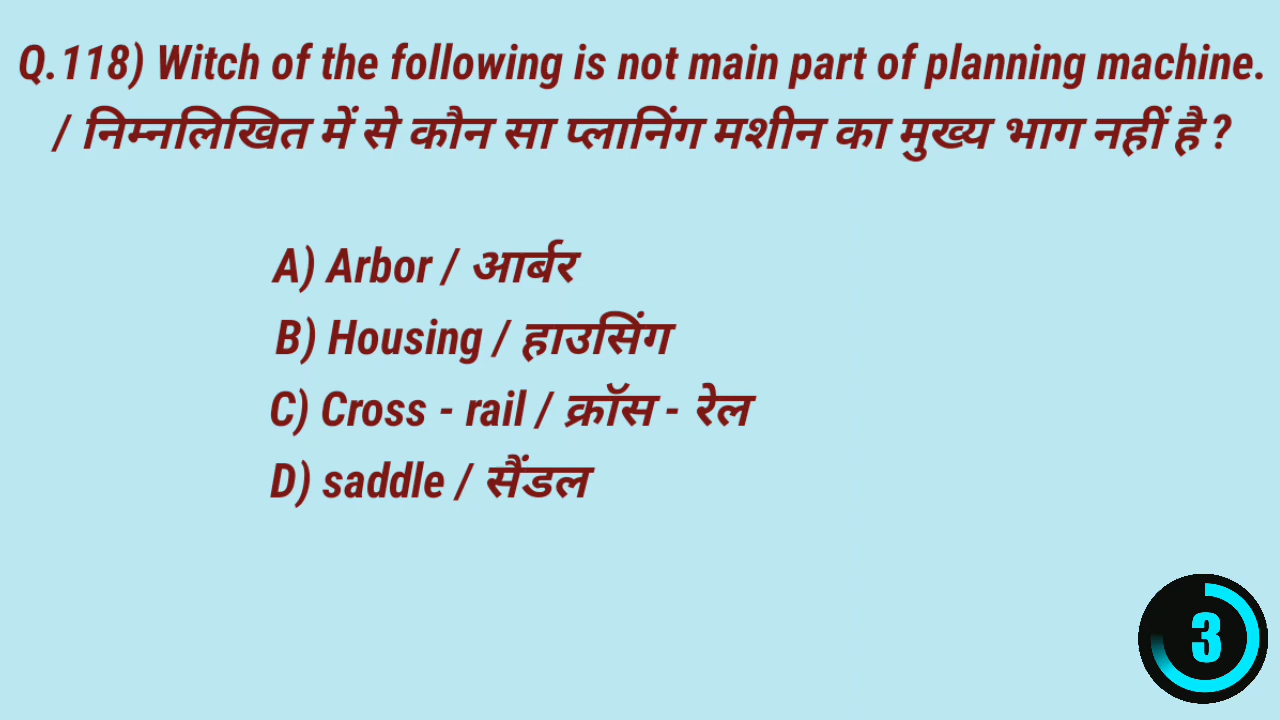 Q.118) Witch of the following is not main part of planning machine.
/ निम्नलिखित में से कौन सा प्लानिंग मशीन का मुख्य भाग नहीं है ?
A) Arbor / आर्बर
B) Housing / हाउसिंग
C) Cross - rail / क्रॉस - रेल
D) saddle / सैंडल
3